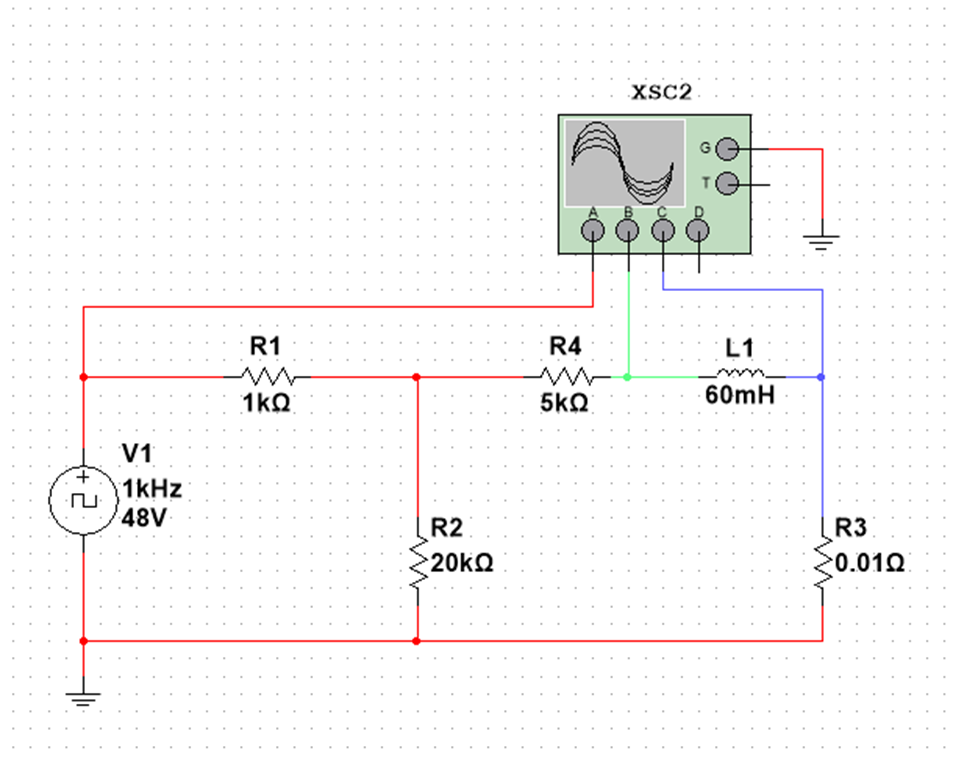 XSC2
G
T
A B C D
R1
1kΩ
R4
5kΩ
L1
60mH
V1
1kHz
48V
R2
20kΩ
R3
0.01Ω